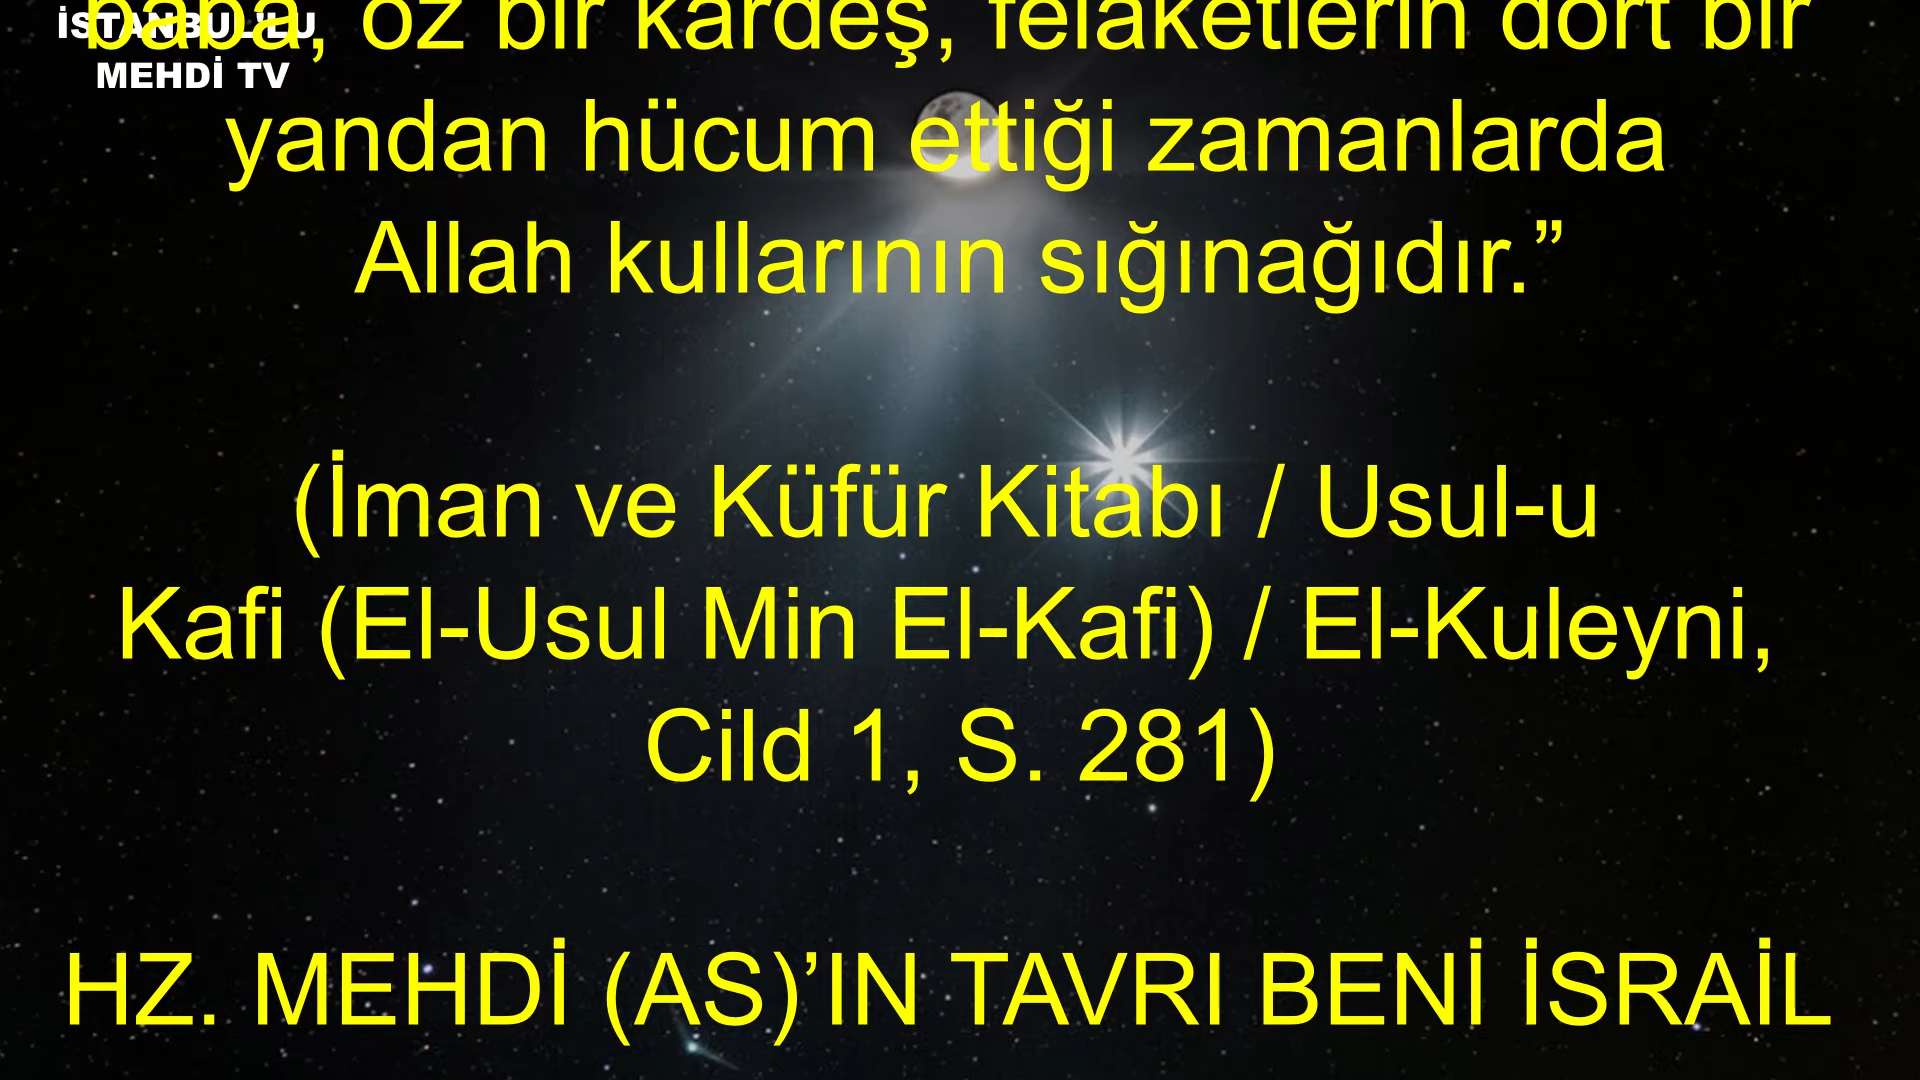 İSTANBUL'LU
MEHDİ TV
baba, öz bir kardeş, felaketlerin dört bir
yandan hücum ettiği zamanlarda
Allah kullarının sığınağıdır.”
(İman ve Küfür Kitabı / Usul-u
Kafi (El-Usul Min El-Kafi) / El-Kuleyni,
Cild 1, S. 281)
HZ. MEHDİ (AS)’IN TAVRI BENİ İSRAİL